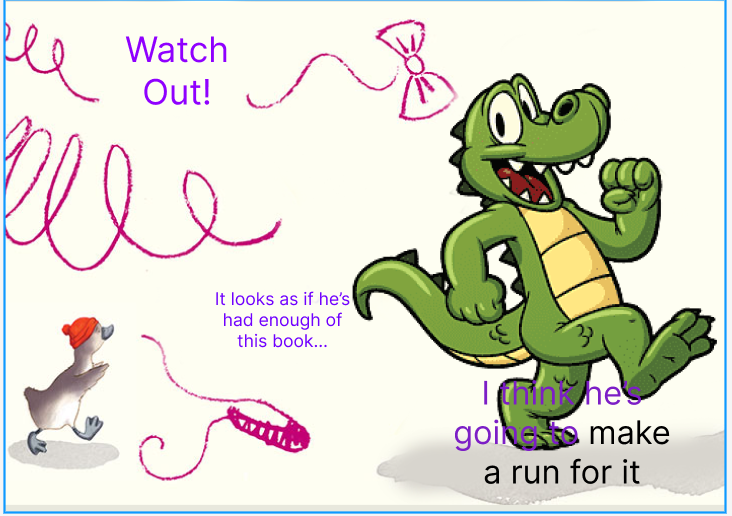 Watch
Out!
It looks as if he's
had enough of
this book...
I think he's
going to make
a run for it